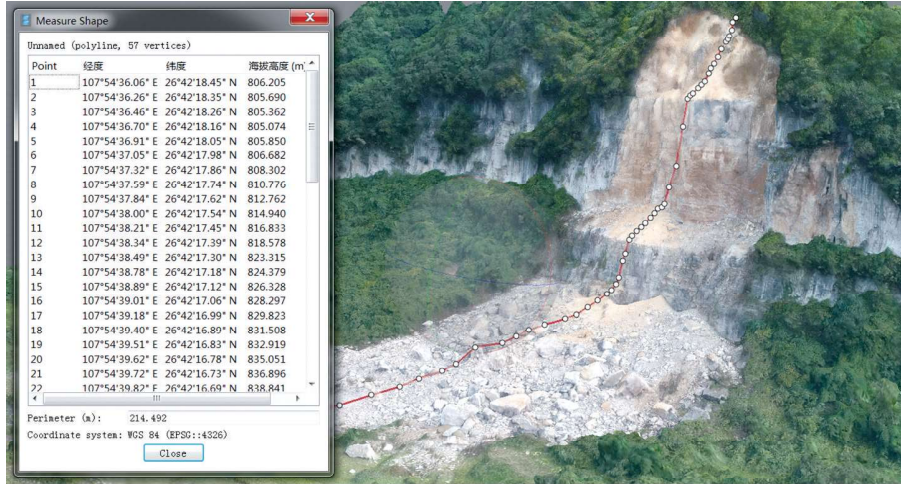 Measure Shape
Unnamed (polyline, 57 vertices)
Point 经度 纬度 海拔高度 (m)
1 107°54'36.06" E 26°42'18.45" N 806.205
2 107°54'36.26" E 26°42'18.35" N 805.690
3 107°54'36.46" E 26°42'18.26" N 805.362
4 107°54'36.70" E 26°42'18.16" N 805.074
5 107°54'36.91" E 26°42'18.05" N 805.850
6 107°54'37.05" E 26°42'17.98" N 806.682
7 107°54'37.32" E 26°42'17.86" N 808.302
8 107°54'37.59" E 26°42'17.74" N 810.776
9 107°54'37.84" E 26°42'17.62" N 812.762
10 107°54'38.00" E 26°42'17.54" N 814.940
11 107°54'38.21" E 26°42'17.45" N 816.833
12 107°54'38.34" E 26°42'17.39" N 818.578
13 107°54'38.49" E 26°42'17.30" N 823.315
14 107°54'38.78" E 26°42'17.18" N 824.379
15 107°54'38.89" E 26°42'17.12" N 826.328
16 107°54'39.01" E 26°42'17.06" N 828.297
17 107°54'39.18" E 26°42'16.99" N 829.823
18 107°54'39.40" E 26°42'16.89" N 831.508
19 107°54'39.51" E 26°42'16.83" N 832.919
20 107°54'39.62" E 26°42'16.78" N 835.051
21 107°54'39.72" E 26°42'16.73" N 836.896
22 107°54'39.82" E 26°42'16.69" N 838.841
Perimeter (m): 214.492
Coordinate system: WGS 84 (EPSG::4326)
Close